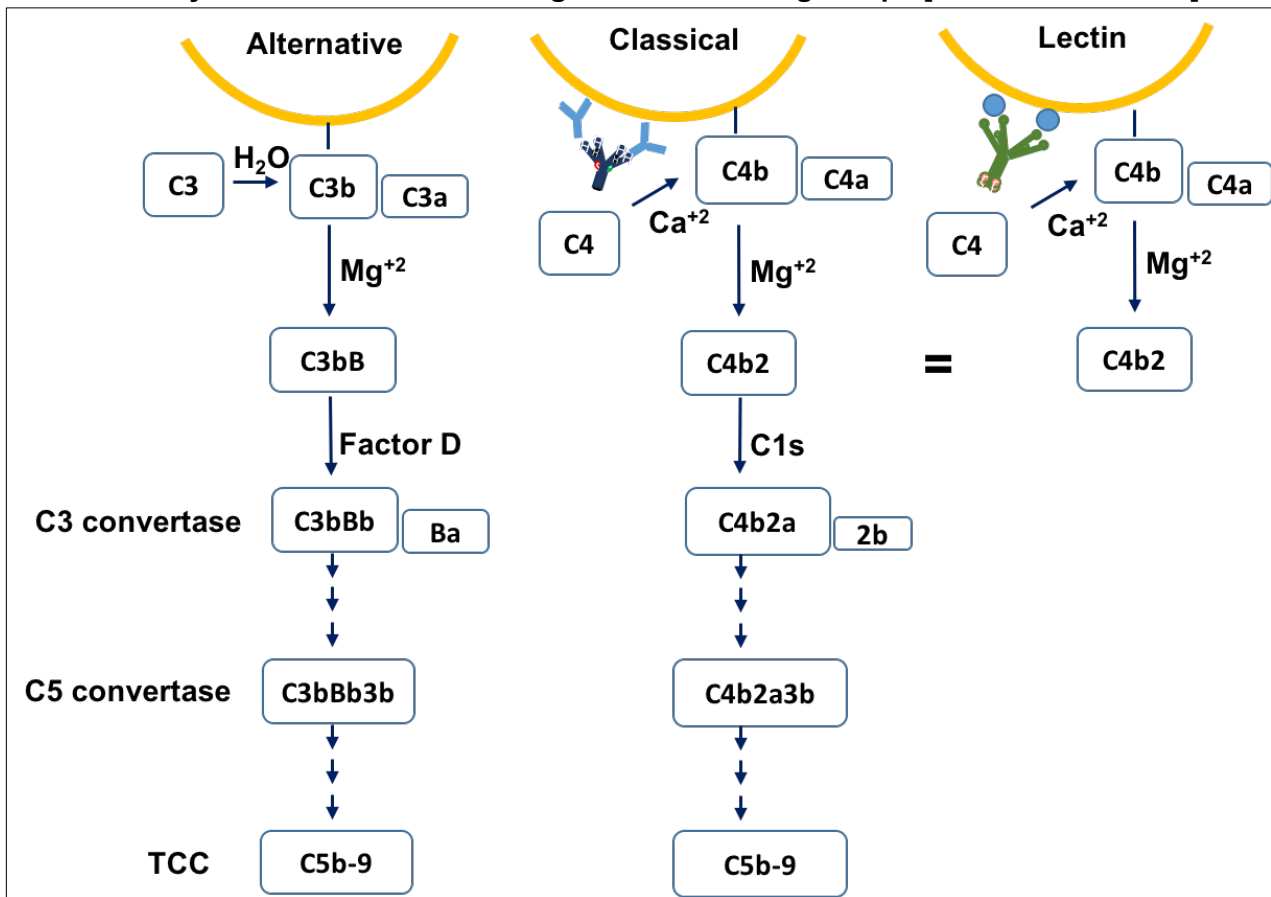 Alternative
Classical
Lectin
H₂O
C3
C3b
C3a
Mg⁺²
C3bB
Factor D
C3 convertase
C3bBb
Ba
C5 convertase
C3bBb3b
TCC
C5b-9
C4b
C4a
C4
Ca⁺²
Mg⁺²
C4b2
C1s
C4b2a
2b
C4b2a3b
C5b-9
=
C4b
C4a
C4
Ca⁺²
Mg⁺²
C4b2